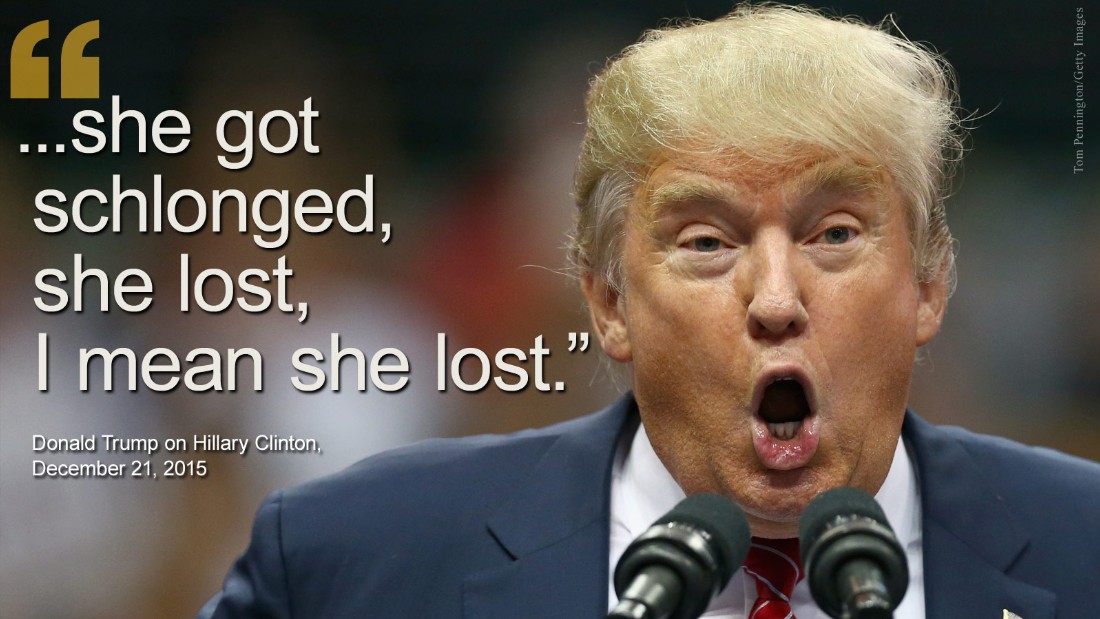 “
...she got
schlonged,
she lost,
I mean she lost.”
Donald Trump on Hillary Clinton,
December 21, 2015
Tom Pennington/Getty Images